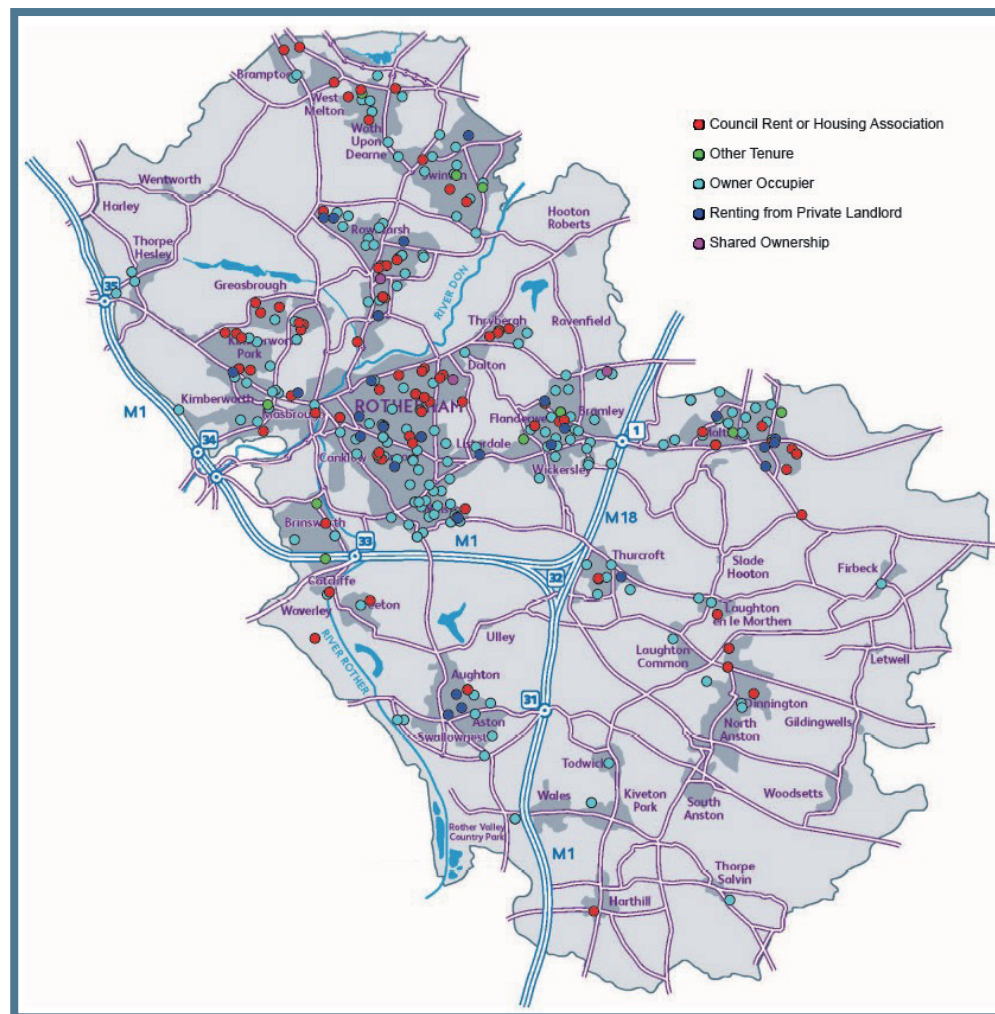 Brampton
West
Melton
Wath
Upon
Dearne
Council Rent or Housing Association
Other Tenure
Owner Occupier
Renting from Private Landlord
Shared Ownership
Wentworth
Harley
Thorpe
Hesley
Hooton
Roberts
RIVER DON
35
Greasbrough
Thrybergh
Ravenfield
Park
Dalton
Kimberworth
M1
ROTHERHAM
Bramley
34
1
Wickersley
M18
Brinsworth
M1
33
32
Thurcroft
Slade
Hooton
Firbeck
Catcliffe
Waverley
Ulley
Laughton
en le Morthen
RIVER ROTHER
Laughton
Common
Letwell
Aughton
31
Dinnington
Aston
North
Anston
Gildingwells
Swallownest
Todwick
Wales
Kiveton
Park
South
Anston
Woodsetts
Rother Valley
Country Park
M1
Thorpe
Salvin
Harthill